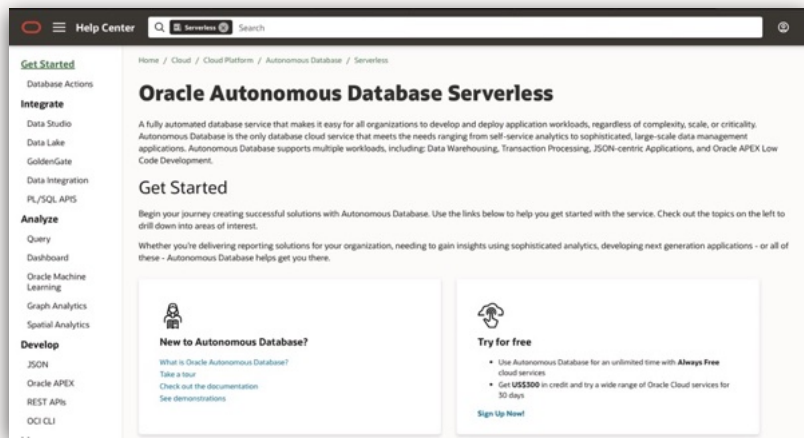 Help Center
Serverless
Search
Get Started
Database Actions
Integrate
Data Studio
Data Lake
GoldenGate
Data Integration
PL/SQL APIS
Analyze
Query
Dashboard
Oracle Machine
Learning
Graph Analytics
Spatial Analytics
Develop
JSON
Oracle APEX
REST APIs
OCI CLI
Home / Cloud / Cloud Platform / Autonomous Database / Serverless
Oracle Autonomous Database Serverless
A fully automated database service that makes it easy for all organizations to develop and deploy application workloads, regardless of complexity, scale, or criticality.
Autonomous Database is the only database cloud service that meets the needs ranging from self-service analytics to sophisticated, large-scale data management
applications. Autonomous Database supports multiple workloads, including: Data Warehousing, Transaction Processing, JSON-centric Applications, and Oracle APEX Low
Code Development.
Get Started
Begin your journey creating successful solutions with Autonomous Database. Use the links below to help you get started with the service. Check out the topics on the left to
drill down into areas of interest.
Whether you're delivering reporting solutions for your organization, needing to gain insights using sophisticated analytics, developing next generation applications - or all of
these - Autonomous Database helps get you there.
New to Autonomous Database?
What is Oracle Autonomous Database?
Take a tour
Check out the documentation
See demonstrations
Try for free
Use Autonomous Database for an unlimited time with Always Free
cloud services
Get US$300 in credit and try a wide range of Oracle Cloud services for
30 days
Sign Up Now!